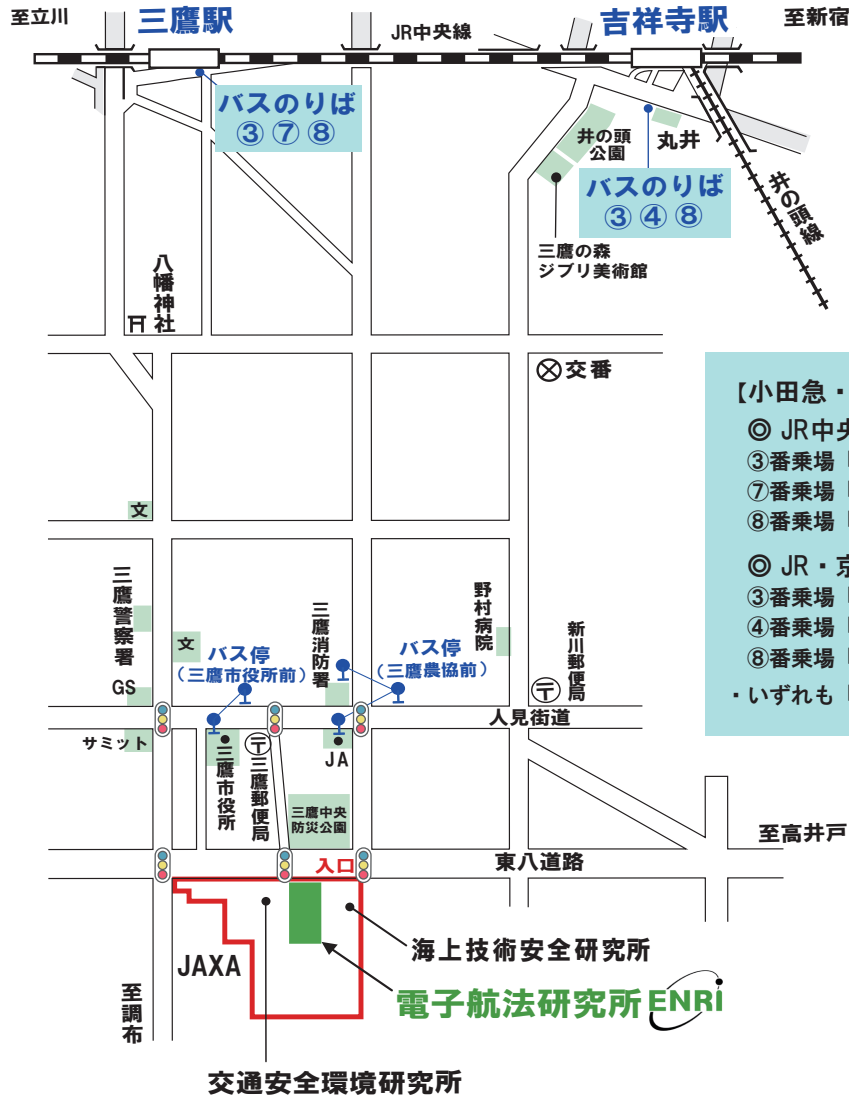 至立川
三鷹駅
JR中央線
吉祥寺駅
至新宿
バスのりば
③⑦⑧
井の頭
公園
丸井
バスのりば
③④⑧
井の頭線
三鷹の森
ジブリ美術館
八幡神社
交番
【小田急・
◎ JR中央
③番乗場「
⑦番乗場「
⑧番乗場「
◎ JR・京
③番乗場「
④番乗場「
⑧番乗場「
・いずれも「
文
三鷹警察署
文
バス停
(三鷹市役所前)
三鷹消防署
バス停
(三鷹農協前)
野村病院
新川郵便局
〒
GS
人見街道
サミット
三鷹市役所
〒
三鷹郵便局
JA
三鷹中央
防災公園
至高井戸
入口
東八道路
海上技術安全研究所
JAXA
電子航法研究所 ENRI
至調布
交通安全環境研究所